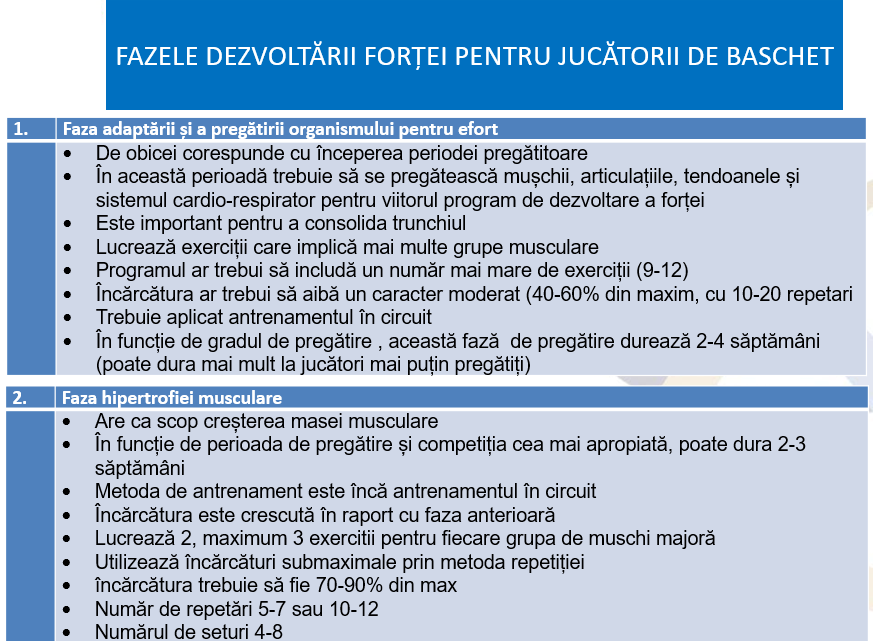 FAZELE DEZVOLTĂRII FORȚEI PENTRU JUCĂTORII DE BASCHET
1. Faza adaptării și a pregătirii organismului pentru efort
• De obicei corespunde cu începerea periodei pregătitoare
• În această perioadă trebuie să se pregătească mușchii, articulațiile, tendoanele și
sistemul cardio-respirator pentru viitorul program de dezvoltare a forței
• Este important pentru a consolida trunchiul
• Lucrează exerciții care implică mai multe grupe musculare
• Programul ar trebui să includă un număr mai mare de exerciții (9-12)
• Încărcătura ar trebui să aibă un caracter moderat (40-60% din maxim, cu 10-20 repetari
• Trebuie aplicat antrenamentul în circuit
• În funcție de gradul de pregătire , această fază de pregătire durează 2-4 săptămâni
(poate dura mai mult la jucători mai puțin pregătiți)
2. Faza hipertrofiei musculare
• Are ca scop creșterea masei musculare
• În funcție de perioada de pregătire și competiția cea mai apropiată, poate dura 2-3
săptămâni
• Metoda de antrenament este încă antrenamentul în circuit
• Încărcătura este crescută în raport cu faza anterioară
• Lucrează 2, maximum 3 exercitii pentru fiecare grupa de muschi majoră
• Utilizează încărcături submaximale prin metoda repetiției
• încărcătura trebuie să fie 70-90% din max
• Număr de repetări 5-7 sau 10-12
• Numărul de seturi 4-8